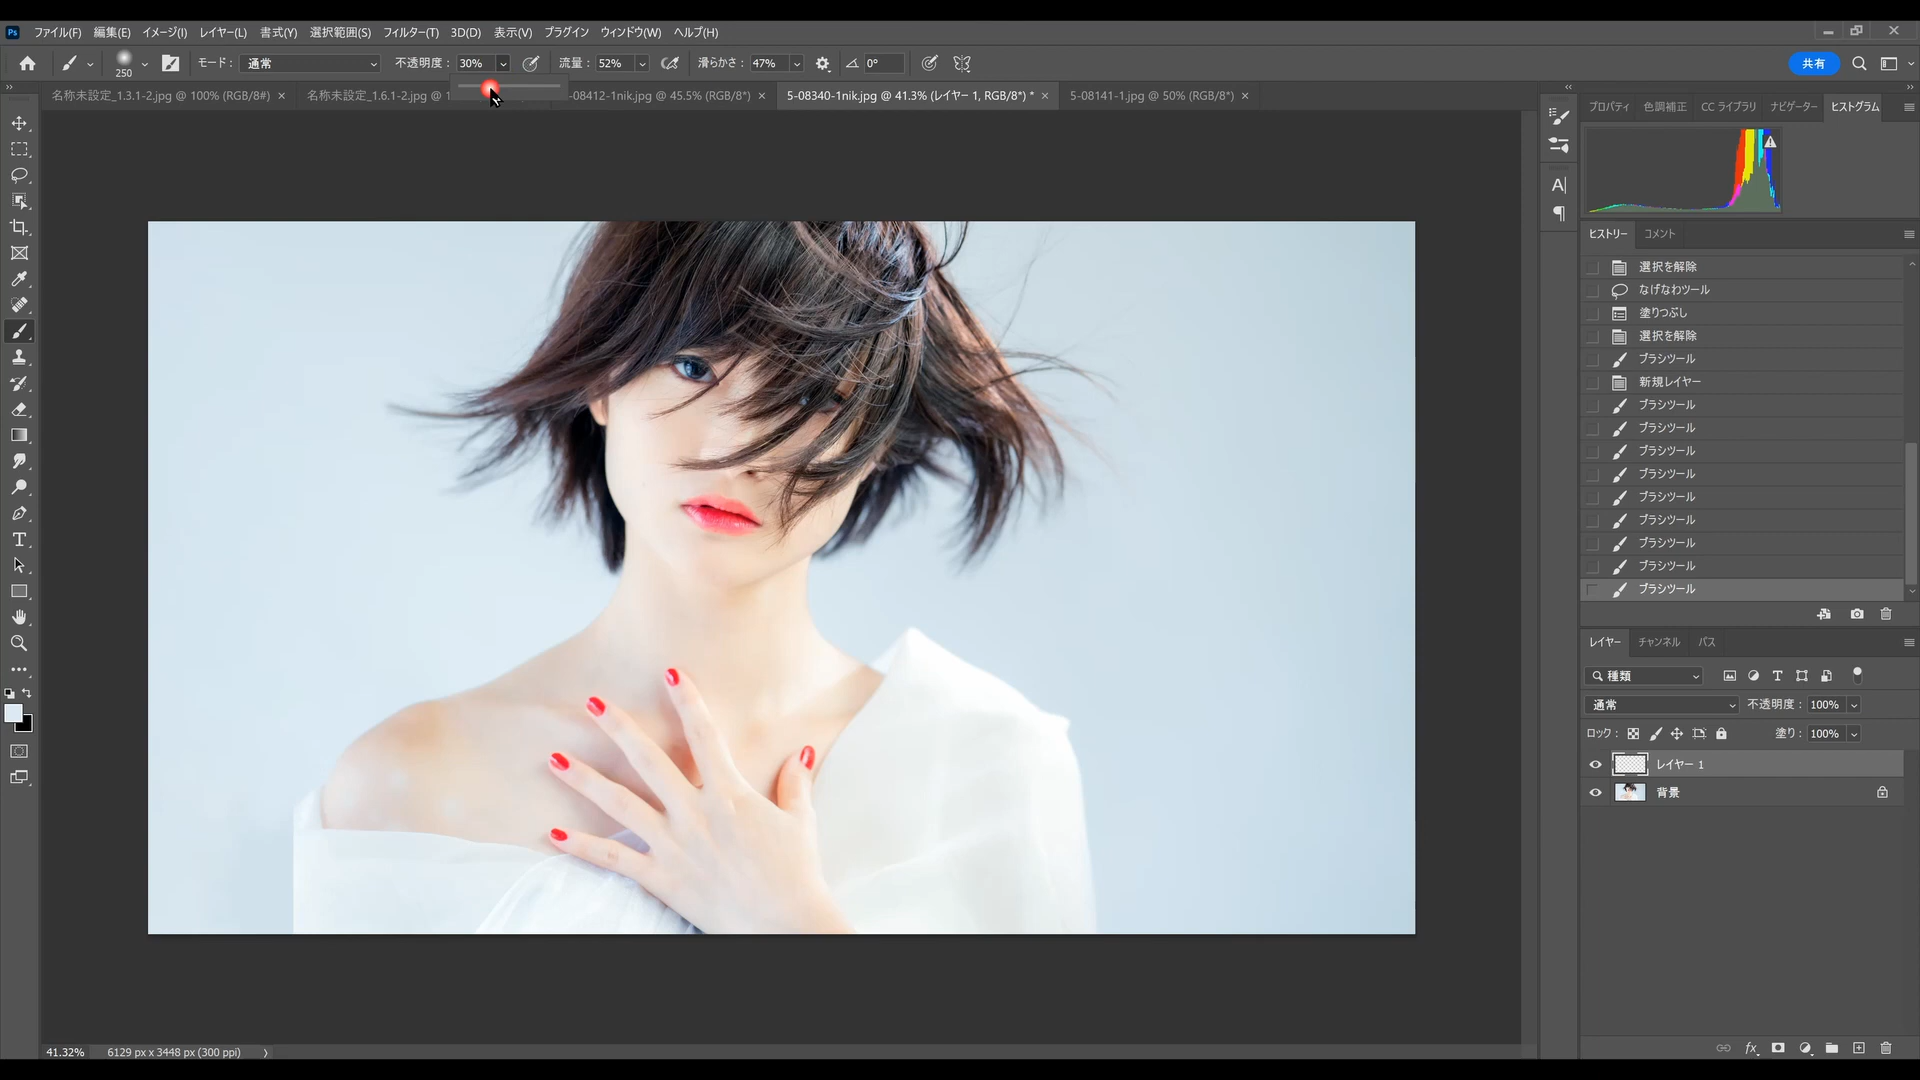 Ps ファイル(F) 編集(E) イメージ(I) レイヤー(L) 書式(Y) 選択範囲(S) フィルター(T) 3D(D) 表示(V) プラグイン ウィンドウ(W) ヘルプ(H)
250 モード： 通常 不透明度： 30% 流量： 52% 滑らかさ： 47% 0° 共有
名称未設定_1.3.1-2.jpg @ 100% (RGB/8#) × 名称未設定_1.6.1-2.jpg @ 1 -08412-1nik.jpg @ 45.5% (RGB/8*) × 5-08340-1nik.jpg @ 41.3% (レイヤー 1, RGB/8*) * × 5-08141-1.jpg @ 50% (RGB/8*) ×
プロパティ 色調補正 CC ライブラリ ナビゲーター ヒストグラム
ヒストリー コメント
選択を解除
なげなわツール
塗りつぶし
選択を解除
ブラシツール
新規レイヤー
ブラシツール
ブラシツール
ブラシツール
ブラシツール
ブラシツール
ブラシツール
ブラシツール
ブラシツール
ブラシツール
レイヤー チャンネル パス
種類
通常 不透明度： 100%
ロック： 塗り： 100%
レイヤー 1
背景
41.32% 6129 px x 3448 px (300 ppi)